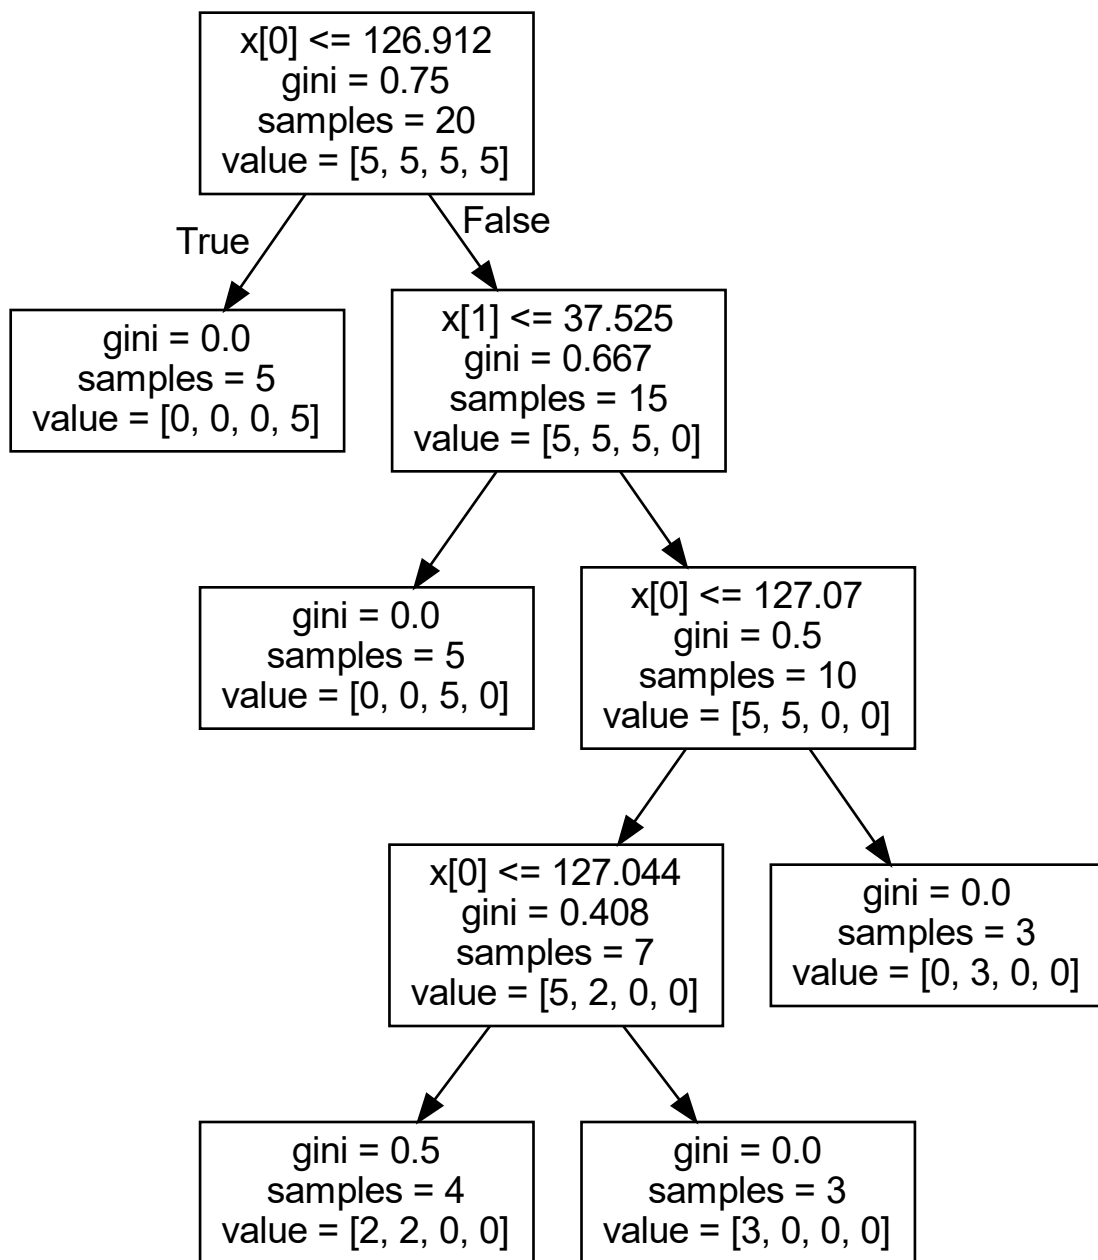 x[0] <= 126.912
gini = 0.75
samples = 20
value = [5, 5, 5, 5]
True
False
gini = 0.0
samples = 5
value = [0, 0, 0, 5]
x[1] <= 37.525
gini = 0.667
samples = 15
value = [5, 5, 5, 0]
gini = 0.0
samples = 5
value = [0, 0, 5, 0]
x[0] <= 127.07
gini = 0.5
samples = 10
value = [5, 5, 0, 0]
x[0] <= 127.044
gini = 0.408
samples = 7
value = [5, 2, 0, 0]
gini = 0.0
samples = 3
value = [0, 3, 0, 0]
gini = 0.5
samples = 4
value = [2, 2, 0, 0]
gini = 0.0
samples = 3
value = [3, 0, 0, 0]